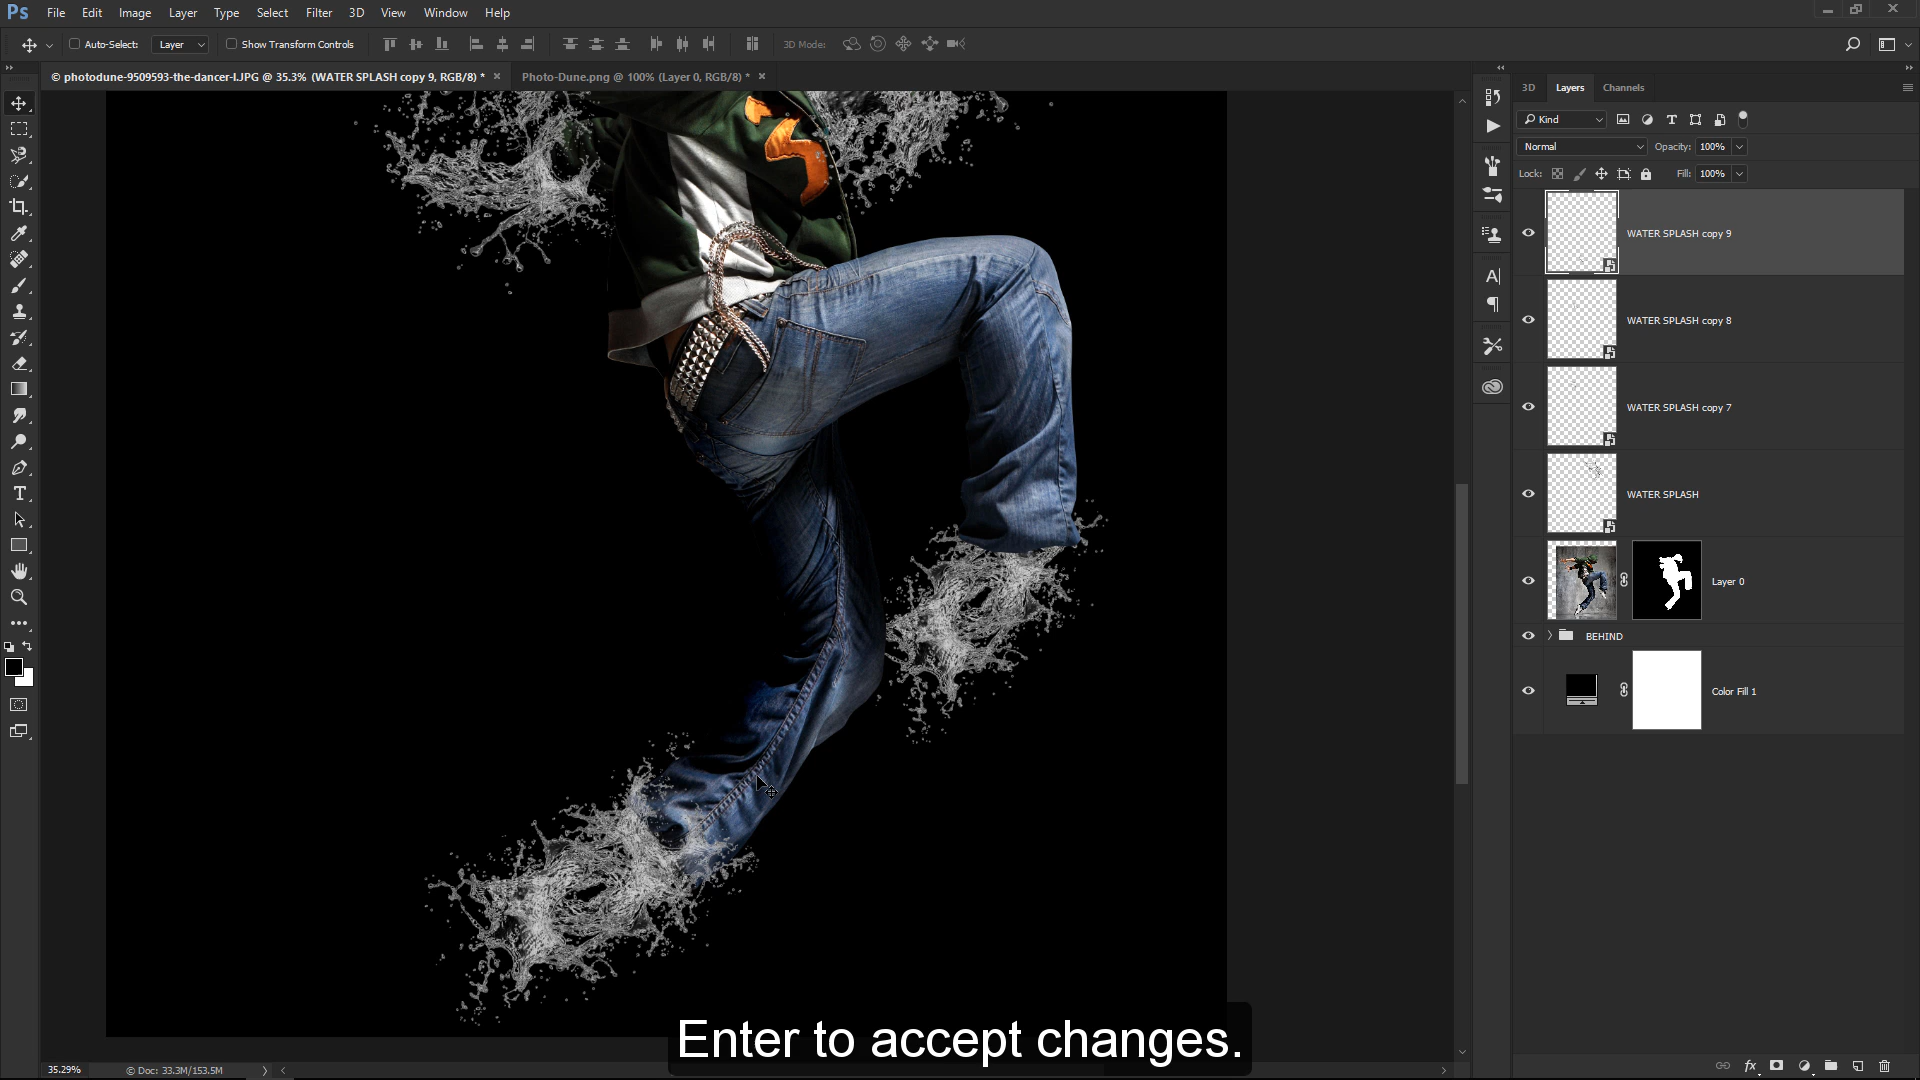 Ps File Edit Image Layer Type Select Filter 3D View Window Help
Auto-Select: Layer Show Transform Controls 3D Mode:
© photodune-9509593-the-dancer-I.JPG @ 35.3% (WATER SPLASH copy 9, RGB/8) * × Photo-Dune.png @ 100% (Layer 0, RGB/8) * ×
3D Layers Channels
Kind
Normal Opacity: 100%
Lock: Fill: 100%
WATER SPLASH copy 9
WATER SPLASH copy 8
WATER SPLASH copy 7
WATER SPLASH
Layer 0
BEHIND
Color Fill 1
Enter to accept changes.
35.29% © Doc: 33.3M/153.5M